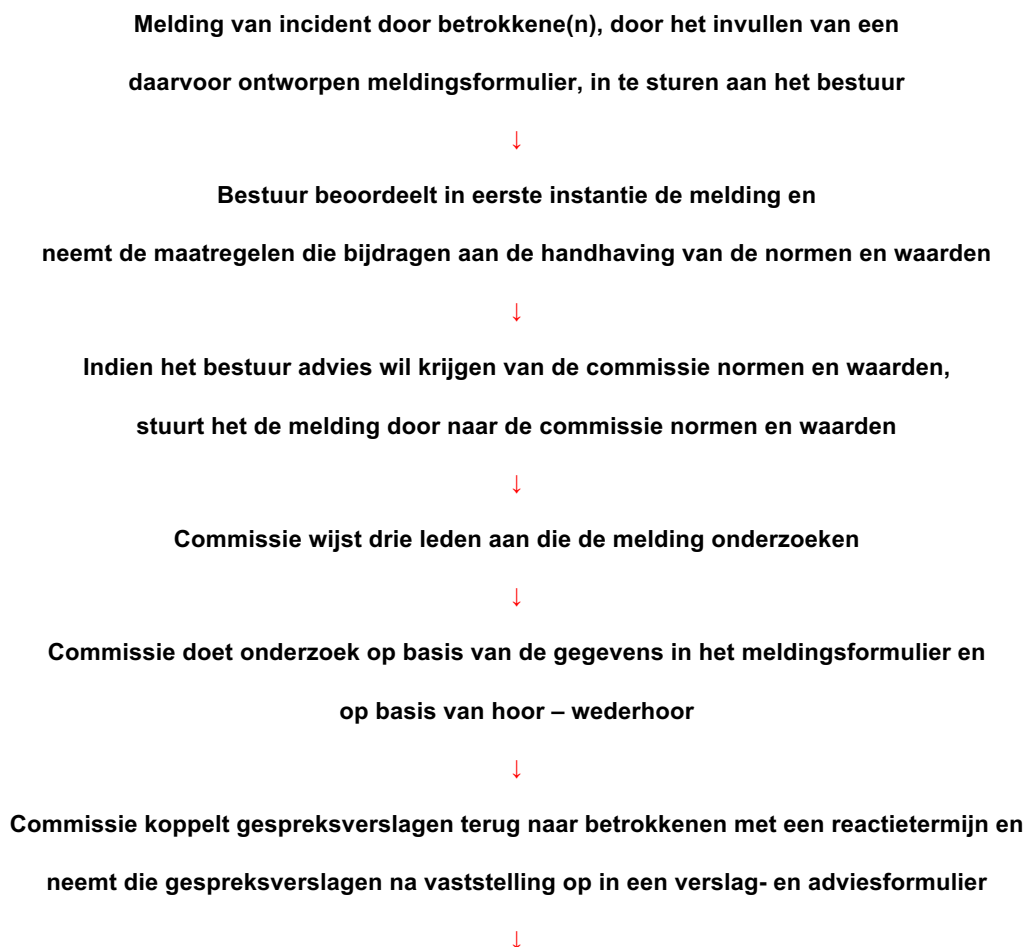 Melding van incident door betrokkene(n), door het invullen van een
daarvoor ontworpen meldingsformulier, in te sturen aan het bestuur
↓
Bestuur beoordeelt in eerste instantie de melding en
neemt de maatregelen die bijdragen aan de handhaving van de normen en waarden
↓
Indien het bestuur advies wil krijgen van de commissie normen en waarden,
stuurt het de melding door naar de commissie normen en waarden
↓
Commissie wijst drie leden aan die de melding onderzoeken
↓
Commissie doet onderzoek op basis van de gegevens in het meldingsformulier en
op basis van hoor – wederhoor
↓
Commissie koppelt gespreksverslagen terug naar betrokkenen met een reactietermijn en
neemt die gespreksverslagen na vaststelling op in een verslag- en adviesformulier
↓